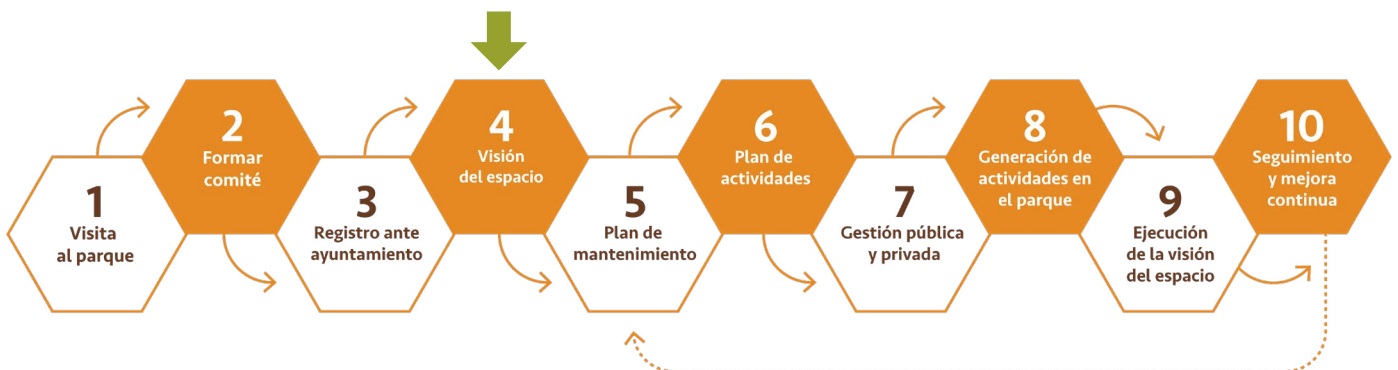 1
Visita
al parque
2
Formar
comité
3
Registro ante
ayuntamiento
4
Visión
del espacio
5
Plan de
mantenimiento
6
Plan de
actividades
7
Gestión pública
y privada
8
Generación de
actividades en
el parque
9
Ejecución
de la visión
del espacio
10
Seguimiento
y mejora
continua